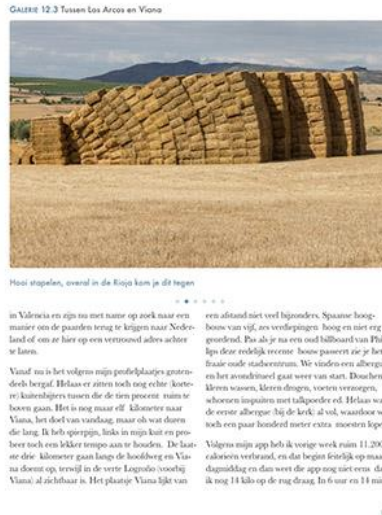 GALERIE 12.3 Tussen Los Arcos en Viana
Hooi stapelen, overal in de Rioja kom je dit tegen
in Valencia en zijn nu met name op zoek naar een
manier om de paarden terug te krijgen naar Neder-
land of om ze hier op een vertrouwd adres achter
te laten.
Vanaf nu is het volgens mijn profielplaatjes groten-
deels bergaf. Helaas er zitten toch nog echte (korte-
re) kuitenbijters tussen die de tien procent ruim te
boven gaan. Het is nog maar elf kilometer naar
Viana, het doel van vandaag, maar oh wat duren
die lang. Ik heb spierpijn, links in mijn kuit en pro-
beer toch een lekker tempo aan te houden. De laat-
ste drie kilometer gaan langs de hoofdweg en Via-
na doemt op, terwijl in de verte Logroño (voorbij
Viana) al zichtbaar is. Het plaatsje Viana lijkt van
een afstand niet veel bijzonders. Spaanse hoog-
bouw van vijf, zes verdiepingen hoog en niet erg
geordend. Pas als je na een oud billboard van Phi
lips deze redelijk recente bouw passeert zie je het
fraaie oude stadscentrum. We vinden een alberg
en het avondritueel gaat weer van start. Douchen
kleren wassen, kleren drogen, voeten verzorgen,
schoenen inspuiten met talkpoeder ed. Helaas wa
de eerste albergue (bij de kerk) al vol, waardoor w
toch een paar honderd meter extra moesten lope
Volgens mijn app heb ik vorige week ruim 11.200
calorieën verbrand, en dat begint feitelijk op maa
dagmiddag en dan weet die app nog niet eens da
ik nog 14 kilo op de rug draag. In 6 uur en 14 min